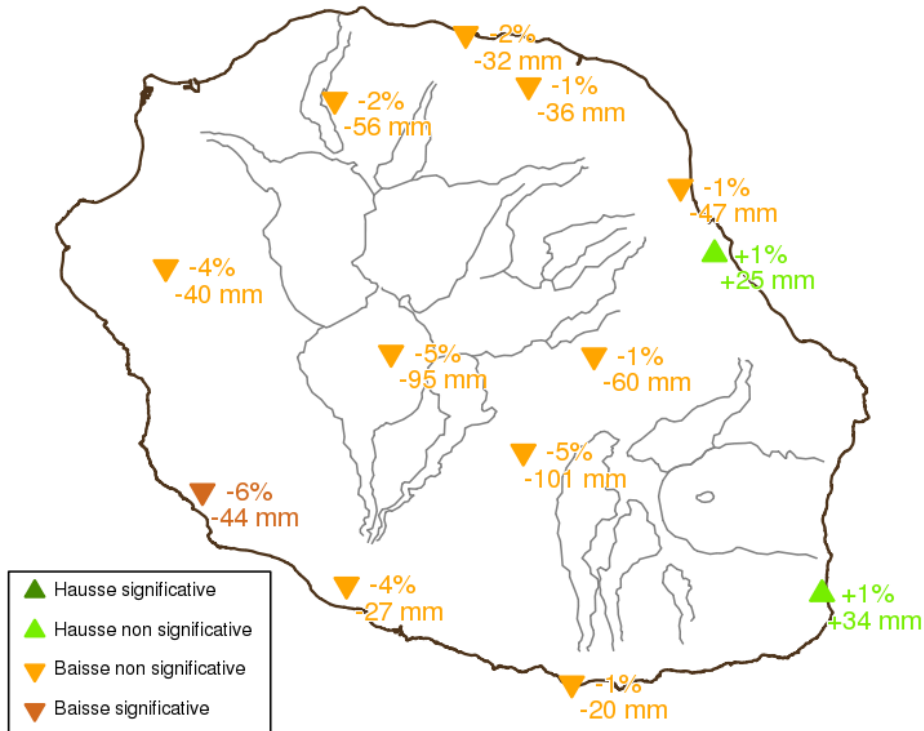 -2%
-32 mm
-1%
-36 mm
-2%
-56 mm
-1%
-47 mm
+1%
+25 mm
-4%
-40 mm
-5%
-95 mm
-1%
-60 mm
-5%
-101 mm
-6%
-44 mm
-4%
-27 mm
+1%
+34 mm
-1%
-20 mm
Hausse significative
Hausse non significative
Baisse non significative
Baisse significative